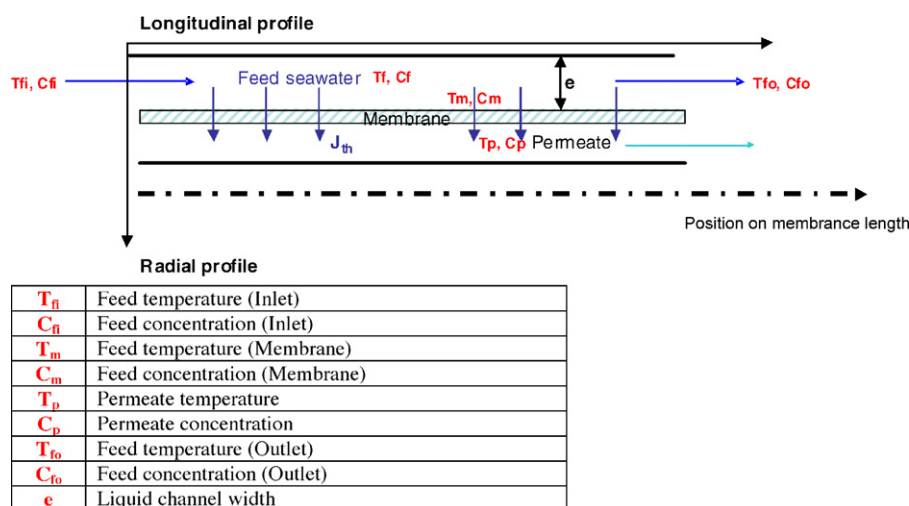 Longitudinal profile
Tfi, Cfi
Feed seawater Tf, Cf
e
Tfo, Cfo
Tm, Cm
Membrane
Jth
Tp, Cp Permeate
Position on membrance length
Radial profile
Tfi Feed temperature (Inlet)
Cfi Feed concentration (Inlet)
Tm Feed temperature (Membrane)
Cm Feed concentration (Membrane)
Tp Permeate temperature
Cp Permeate concentration
Tfo Feed temperature (Outlet)
Cfo Feed concentration (Outlet)
e Liquid channel width